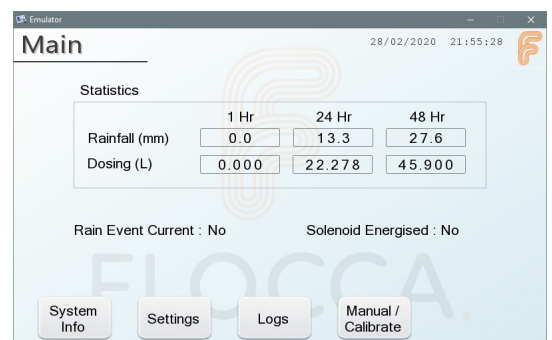 Emulator
Main
28/02/2020 21:55:28
Statistics
1 Hr 24 Hr 48 Hr
Rainfall (mm) 0.0 13.3 27.6
Dosing (L) 0.000 22.278 45.900
Rain Event Current : No Solenoid Energised : No
FLOCCA.
System
Info
Settings
Logs
Manual /
Calibrate